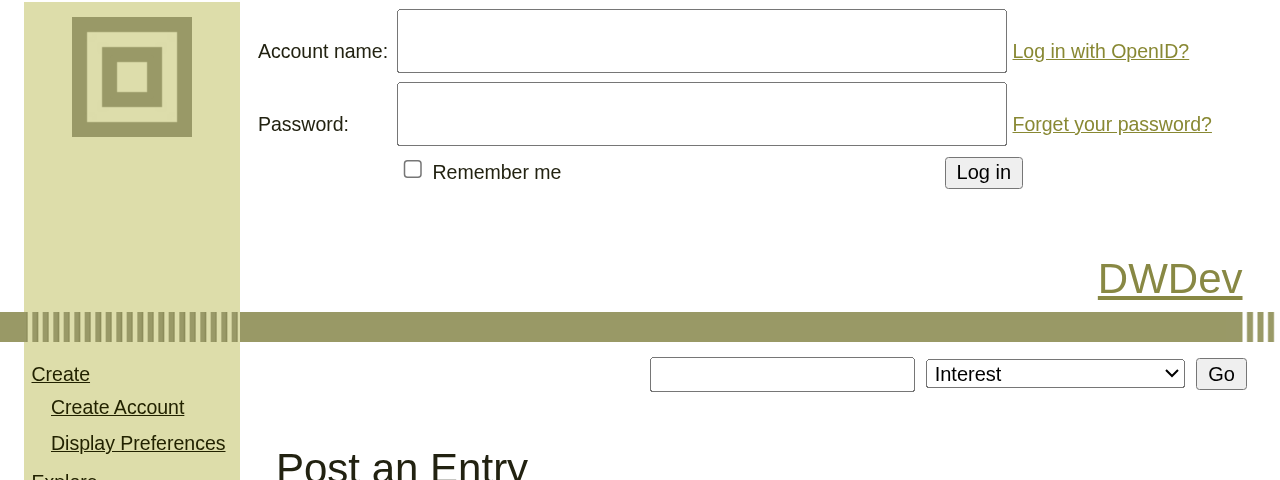 Account name:
Log in with OpenID?
Password:
Forget your password?
Remember me
Log in
DWDev
Interest
Go
Create
Create Account
Display Preferences
Explore
Post an Entry